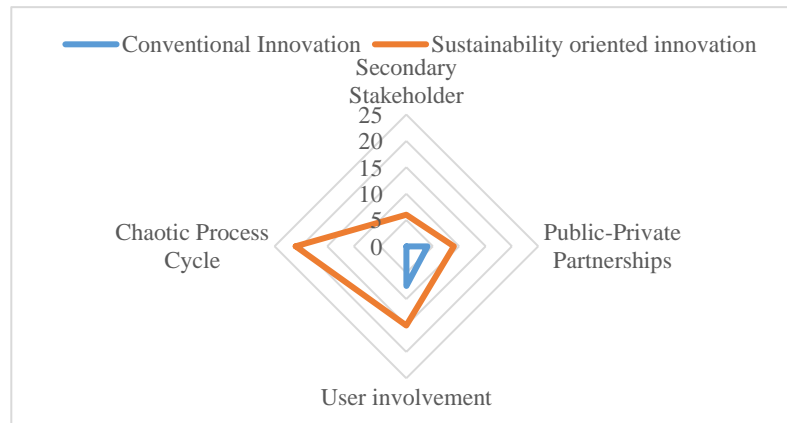 Conventional Innovation
Sustainability oriented innovation
Secondary
Stakeholder
25
20
15
10
5
0
Chaotic Process
Cycle
Public-Private
Partnerships
User involvement